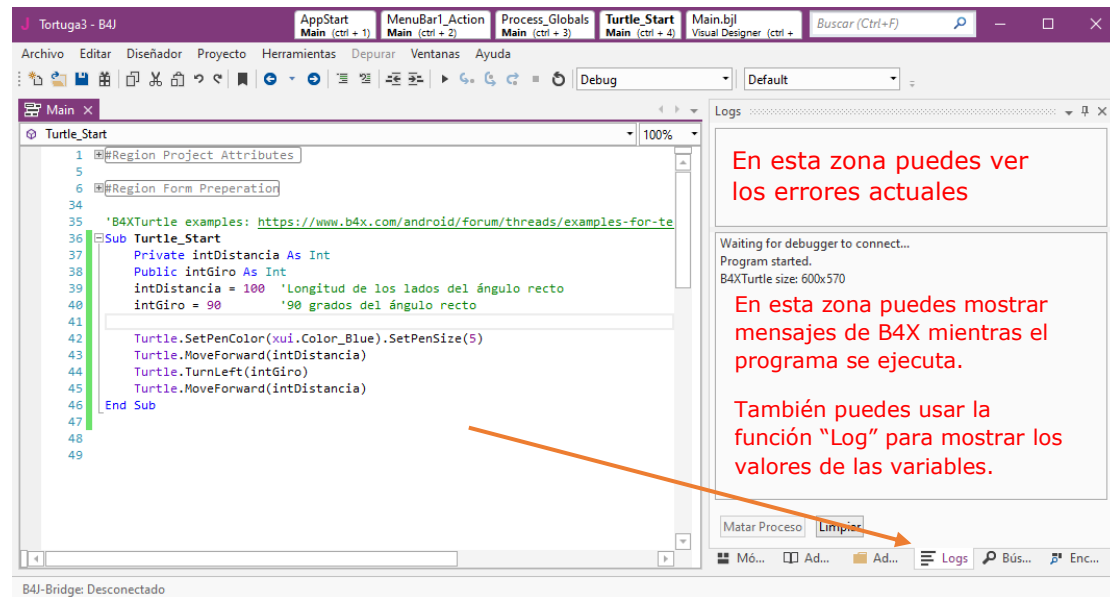 Tortuga3 - B4J
AppStart
Main (ctrl + 1)
MenuBar1_Action
Main (ctrl + 2)
Process_Globals
Main (ctrl + 3)
Turtle_Start
Main (ctrl + 4)
Main.bjl
Visual Designer (ctrl +
Buscar (Ctrl+F)
Archivo Editar Diseñador Proyecto Herramientas Depurar Ventanas Ayuda
Debug
Default
Main
Turtle_Start
100%
1 #Region Project Attributes
5
6 #Region Form Preperation
34
35 'B4XTurtle examples: https://www.b4x.com/android/forum/threads/examples-for-te
36 Sub Turtle_Start
37 Private intDistancia As Int
38 Public intGiro As Int
39 intDistancia = 100 'Longitud de los lados del ángulo recto
40 intGiro = 90 '90 grados del ángulo recto
41
42 Turtle.SetPenColor(xui.Color_Blue).SetPenSize(5)
43 Turtle.MoveForward(intDistancia)
44 Turtle.TurnLeft(intGiro)
45 Turtle.MoveForward(intDistancia)
46 End Sub
47
48
49
Logs
En esta zona puedes ver
los errores actuales
Waiting for debugger to connect...
Program started.
B4XTurtle size: 600x570
En esta zona puedes mostrar
mensajes de B4X mientras el
programa se ejecuta.
También puedes usar la
función “Log” para mostrar los
valores de las variables.
Matar Proceso
Limpiar
Mó...
Ad...
Ad...
Logs
Bús...
Enc...
B4J-Bridge: Desconectado